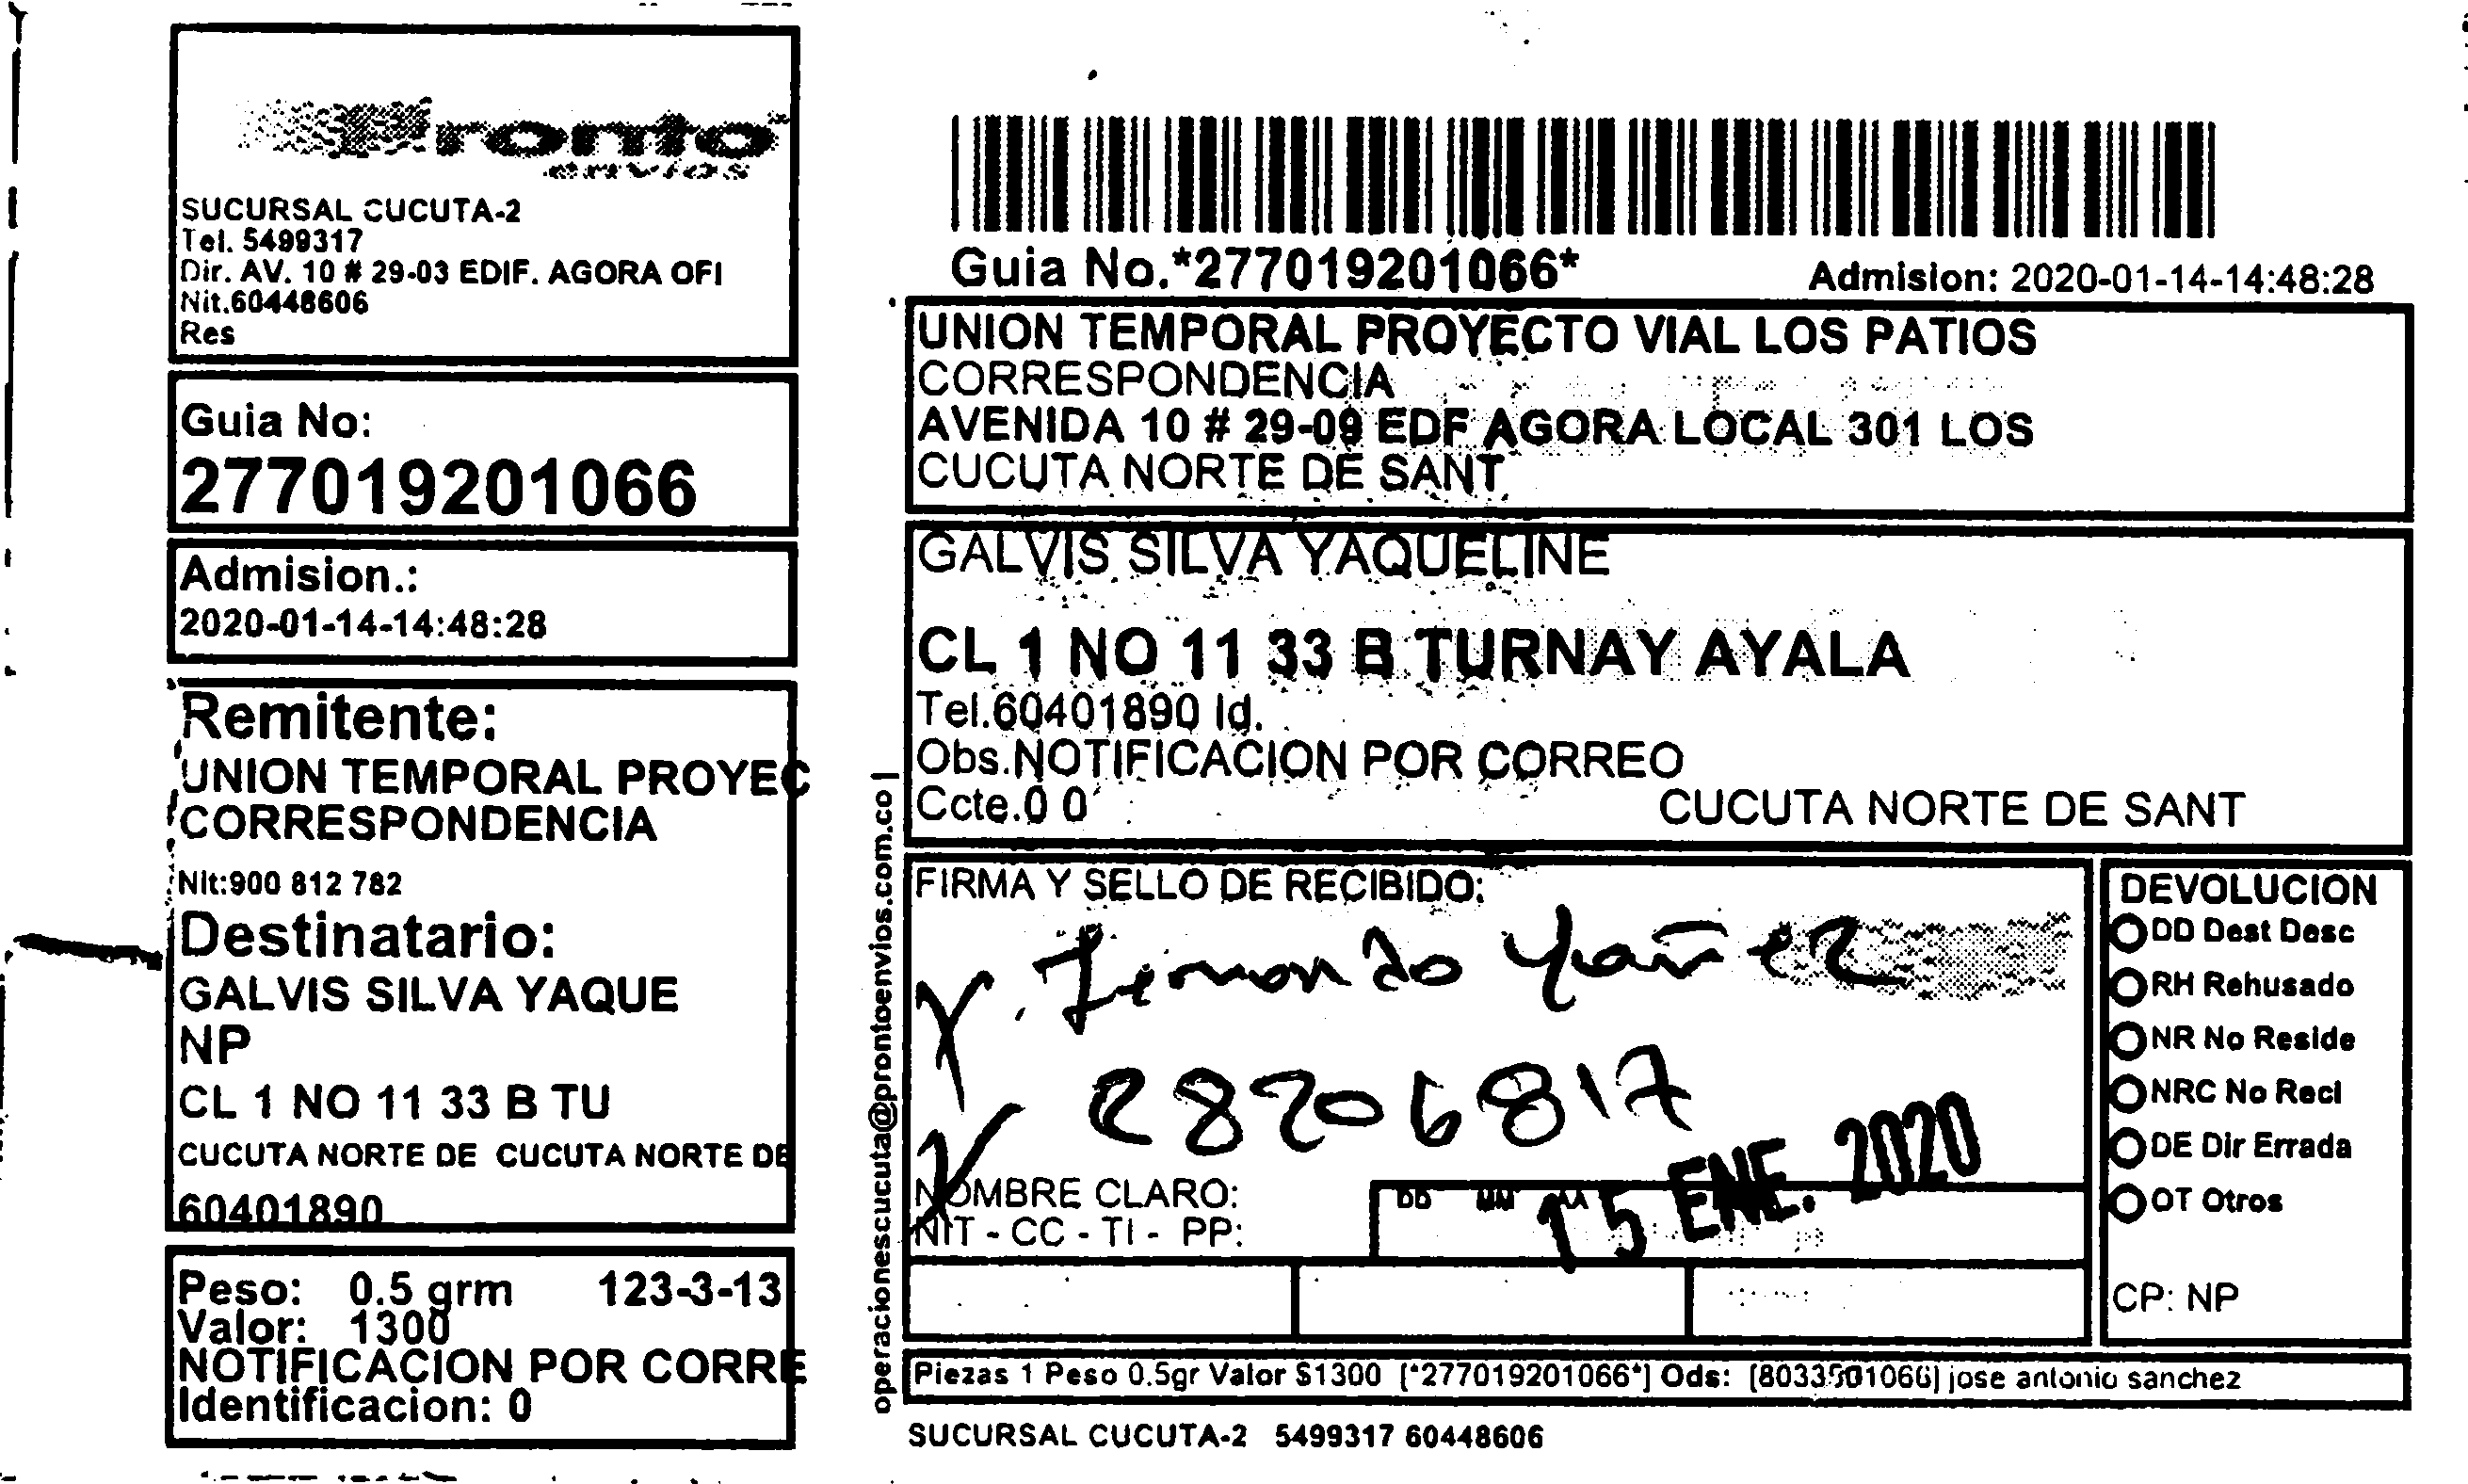 Pronto
envios
SUCURSAL CUCUTA-2
Tel. 5499317
Dir. AV. 10 # 29-03 EDIF. AGORA OFI
Nit.60448606
Res
Guia No:
277019201066
Admision.:
2020-01-14-14:48:28
Remitente:
UNION TEMPORAL PROYEC
CORRESPONDENCIA
Nit:900 812 782
Destinatario:
GALVIS SILVA YAQUE
NP
CL 1 NO 11 33 B TU
CUCUTA NORTE DE CUCUTA NORTE DE
60401890
Peso: 0.5 grm 123-3-13
Valor: 1300
NOTIFICACION POR CORRE
Identificacion: 0
operacionescucuta@prontoenvios.com.co |
Guia No.*277019201066* Admision: 2020-01-14-14:48:28
UNION TEMPORAL PROYECTO VIAL LOS PATIOS
CORRESPONDENCIA
AVENIDA 10 # 29-09 EDF AGORA LOCAL 301 LOS
CUCUTA NORTE DE SANT
GALVIS SILVA YAQUELINE
CL 1 NO 11 33 B TURNAY AYALA
Tel.60401890 Id.
Obs.NOTIFICACION POR CORREO
Ccte.0 0 CUCUTA NORTE DE SANT
FIRMA Y SELLO DE RECIBIDO:
X. Fernando Yañez
X 28206817
NOMBRE CLARO:
NIT - CC - TI - PP:
DD MM AA
15 ENE. 2020
DEVOLUCION
DD Dest Desc
RH Rehusado
NR No Reside
NRC No Reci
DE Dir Errada
OT Otros
CP: NP
Piezas 1 Peso 0.5gr Valor $1300 [*277019201066*] Ods: [8033501066] jose antonio sanchez
SUCURSAL CUCUTA-2 5499317 60448606